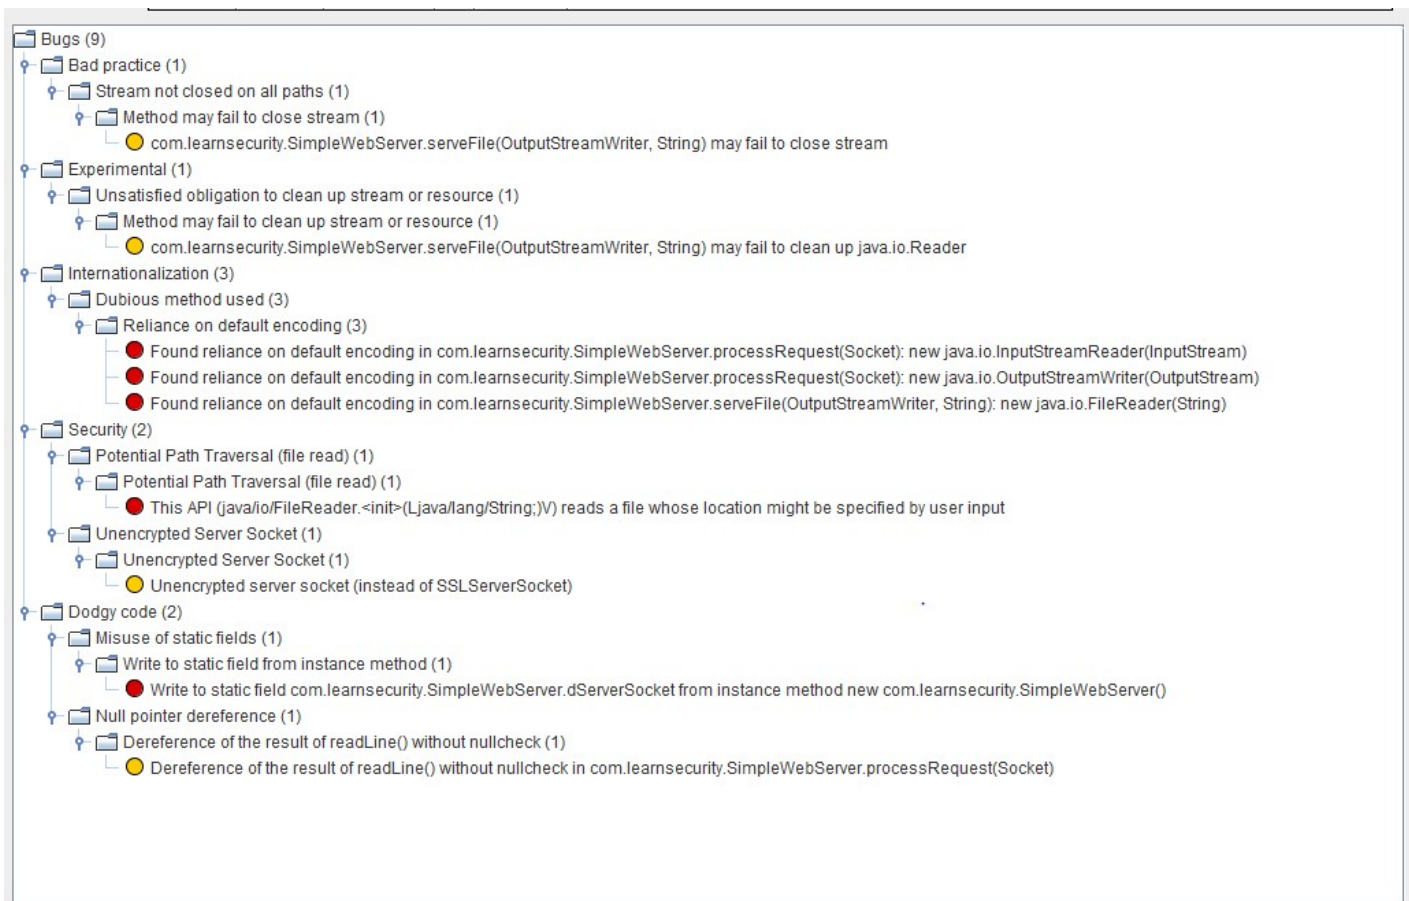 Bugs (9)
Bad practice (1)
Stream not closed on all paths (1)
Method may fail to close stream (1)
com.learnsecurity.SimpleWebServer.serveFile(OutputStreamWriter, String) may fail to close stream
Experimental (1)
Unsatisfied obligation to clean up stream or resource (1)
Method may fail to clean up stream or resource (1)
com.learnsecurity.SimpleWebServer.serveFile(OutputStreamWriter, String) may fail to clean up java.io.Reader
Internationalization (3)
Dubious method used (3)
Reliance on default encoding (3)
Found reliance on default encoding in com.learnsecurity.SimpleWebServer.processRequest(Socket): new java.io.InputStreamReader(InputStream)
Found reliance on default encoding in com.learnsecurity.SimpleWebServer.processRequest(Socket): new java.io.OutputStreamWriter(OutputStream)
Found reliance on default encoding in com.learnsecurity.SimpleWebServer.serveFile(OutputStreamWriter, String): new java.io.FileReader(String)
Security (2)
Potential Path Traversal (file read) (1)
Potential Path Traversal (file read) (1)
This API (java/io/FileReader.<init>(Ljava/lang/String;)V) reads a file whose location might be specified by user input
Unencrypted Server Socket (1)
Unencrypted Server Socket (1)
Unencrypted server socket (instead of SSLServerSocket)
Dodgy code (2)
Misuse of static fields (1)
Write to static field from instance method (1)
Write to static field com.learnsecurity.SimpleWebServer.dServerSocket from instance method new com.learnsecurity.SimpleWebServer()
Null pointer dereference (1)
Dereference of the result of readLine() without nullcheck (1)
Dereference of the result of readLine() without nullcheck in com.learnsecurity.SimpleWebServer.processRequest(Socket)